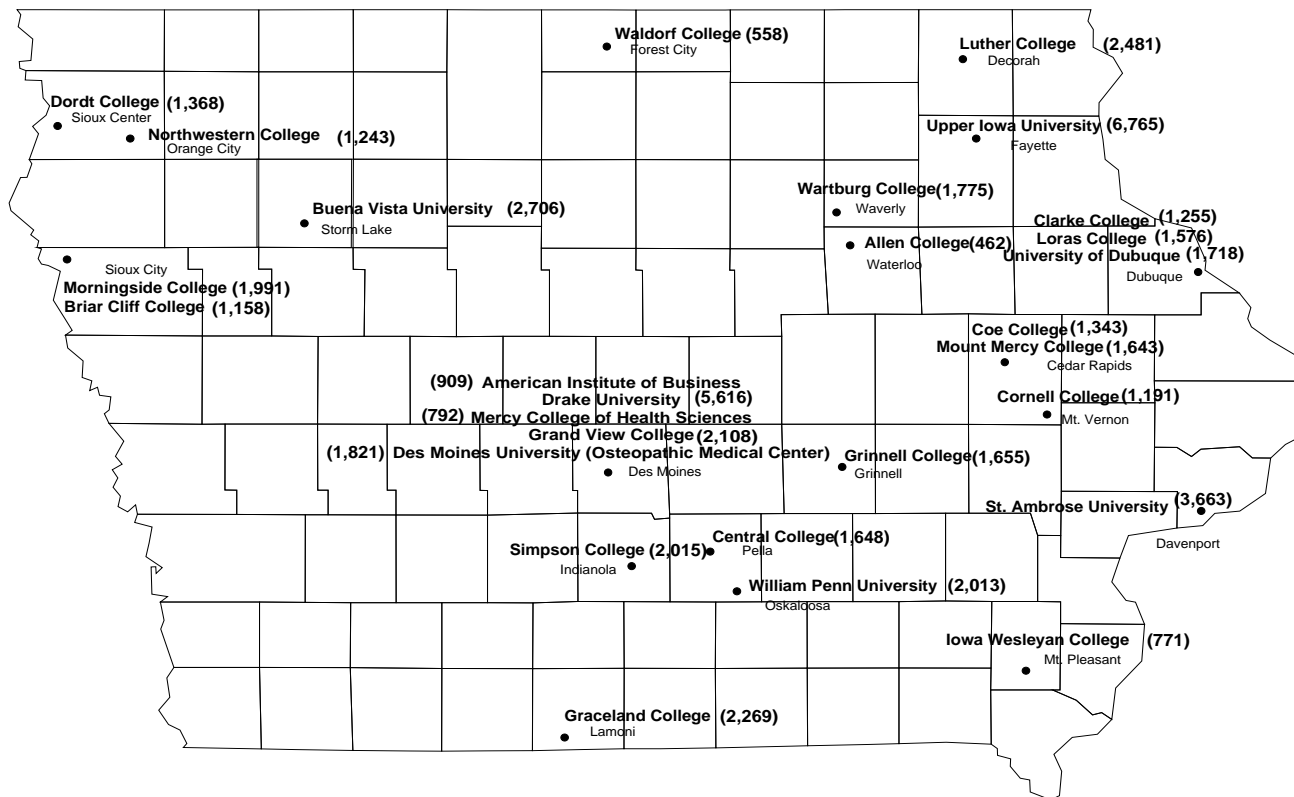 Waldorf College (558)
Forest City
Luther College (2,481)
Decorah
Dordt College (1,368)
Sioux Center
Northwestern College (1,243)
Orange City
Upper Iowa University (6,765)
Fayette
Wartburg College (1,775)
Waverly
Buena Vista University (2,706)
Storm Lake
Clarke College (1,255)
Loras College (1,576)
University of Dubuque (1,718)
Dubuque
Allen College (462)
Waterloo
Sioux City
Morningside College (1,991)
Briar Cliff College (1,158)
Coe College (1,343)
Mount Mercy College (1,643)
Cedar Rapids
(909) American Institute of Business
Drake University (5,616)
(792) Mercy College of Health Sciences
Grand View College (2,108)
(1,821) Des Moines University (Osteopathic Medical Center)
Des Moines
Cornell College (1,191)
Mt. Vernon
Grinnell College (1,655)
Grinnell
St. Ambrose University (3,663)
Davenport
Simpson College (2,015)
Indianola
Central College (1,648)
Pella
William Penn University (2,013)
Oskaloosa
Iowa Wesleyan College (771)
Mt. Pleasant
Graceland College (2,269)
Lamoni